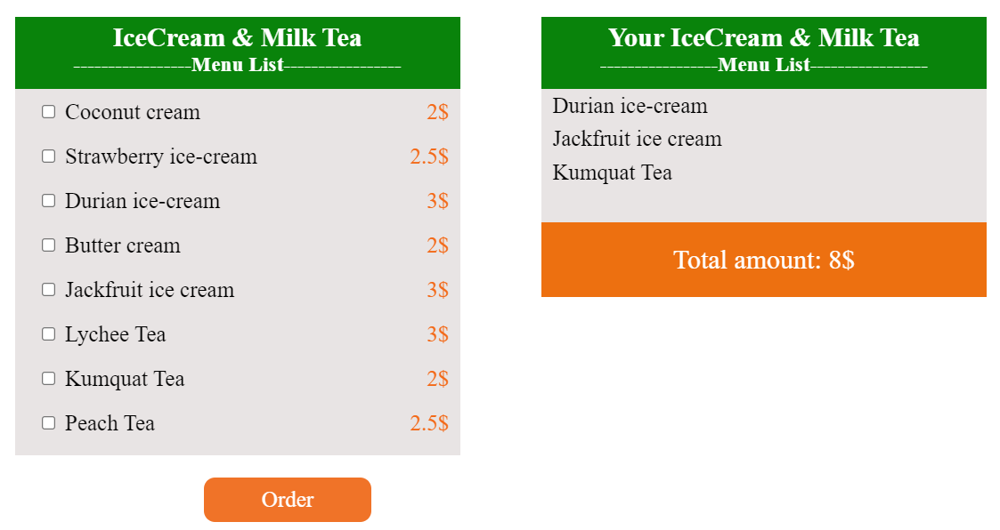 IceCream & Milk Tea
-----------------Menu List-----------------
Coconut cream 2$
Strawberry ice-cream 2.5$
Durian ice-cream 3$
Butter cream 2$
Jackfruit ice cream 3$
Lychee Tea 3$
Kumquat Tea 2$
Peach Tea 2.5$
Order
Your IceCream & Milk Tea
-----------------Menu List-----------------
Durian ice-cream
Jackfruit ice cream
Kumquat Tea
Total amount: 8$